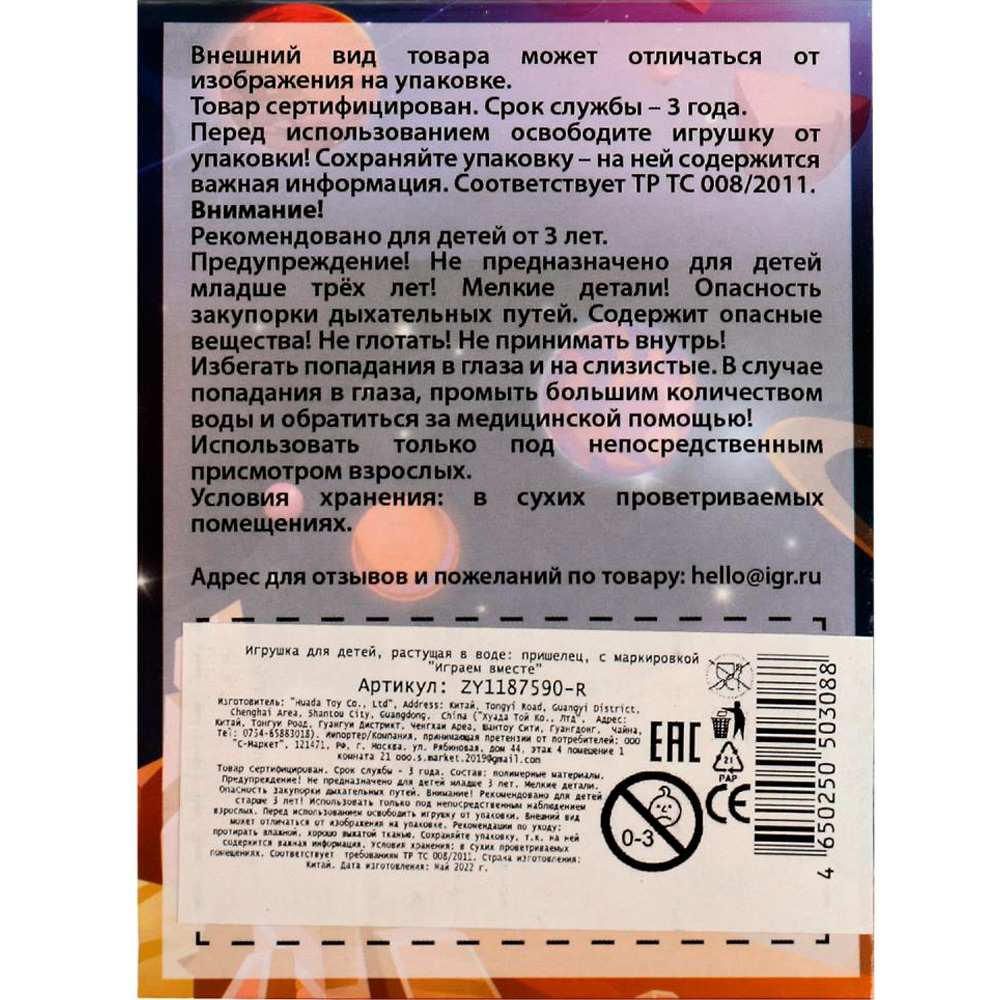 Внешний вид товара может отличаться от
изображения на упаковке.
Товар сертифицирован. Срок службы – 3 года.
Перед использованием освободите игрушку от
упаковки! Сохраняйте упаковку – на ней содержится
важная информация. Соответствует ТР ТС 008/2011.
Внимание!
Рекомендовано для детей от 3 лет.
Предупреждение! Не предназначено для детей
младше трёх лет! Мелкие детали! Опасность
закупорки дыхательных путей. Содержит опасные
вещества! Не глотать! Не принимать внутрь!
Избегать попадания в глаза и на слизистые. В случае
попадания в глаза, промыть большим количеством
воды и обратиться за медицинской помощью!
Использовать только под непосредственным
присмотром взрослых.
Условия хранения: в сухих проветриваемых
помещениях.
Адрес для отзывов и пожеланий по товару: hello@igr.ru
Игрушка для детей, растущая в воде: пришелец, с маркировкой
"Играем вместе"
Артикул: ZY1187590-R
Изготовитель: "Huada Toy Co., Ltd", Address: Китай, Tongyi Road, Guangyi District,
Chenghai Area, Shantou City, Guangdong, China ("Хуада Той Ко., Лтд", Адрес:
Китай, Тонгуи Роад, Гуангуи Дистрикт, Ченгхаи Ареа, Шантоу Сити, Гуангдонг, Чайна,
Tel: 0754-85883018). Импортер/Компания, принимающая претензии от потребителей: ООО
"С-Маркет", 121471, РФ, г. Москва, ул. Рябиновая, дом 44, этаж 4 помещение 1
комната 21 ooo.s.market.2019@gmail.com
Товар Сертифицирован. Срок службы - 3 года. Состав: полимерные материалы.
Предупреждение! Не предназначено для детей младше 3 лет. Мелкие детали.
Опасность закупорки дыхательных путей. Внимание! Рекомендовано для детей
старше 3 лет! Использовать только под непосредственным наблюдением
взрослых. Перед использованием освободить игрушку от упаковки. Внешний вид
может отличаться от изображения на упаковке. Рекомендации по уходу:
протирать влажной, хорошо выжатой тканью. Сохраняйте упаковку, т.к. на ней
содержится важная информация. Условия хранения: в сухих проветриваемых
помещениях. Соответствует требованиям ТР ТС 008/2011. Страна изготовления:
Китай. Дата изготовления: Май 2022 г.
EAC
21
PAP
CE
0-3
4 650250 503088